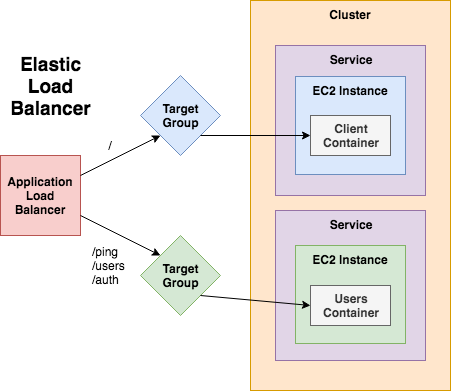 Elastic
Load
Balancer
Application
Load
Balancer
/
/ping
/users
/auth
Target
Group
Target
Group
Cluster
Service
EC2 Instance
Client
Container
Service
EC2 Instance
Users
Container